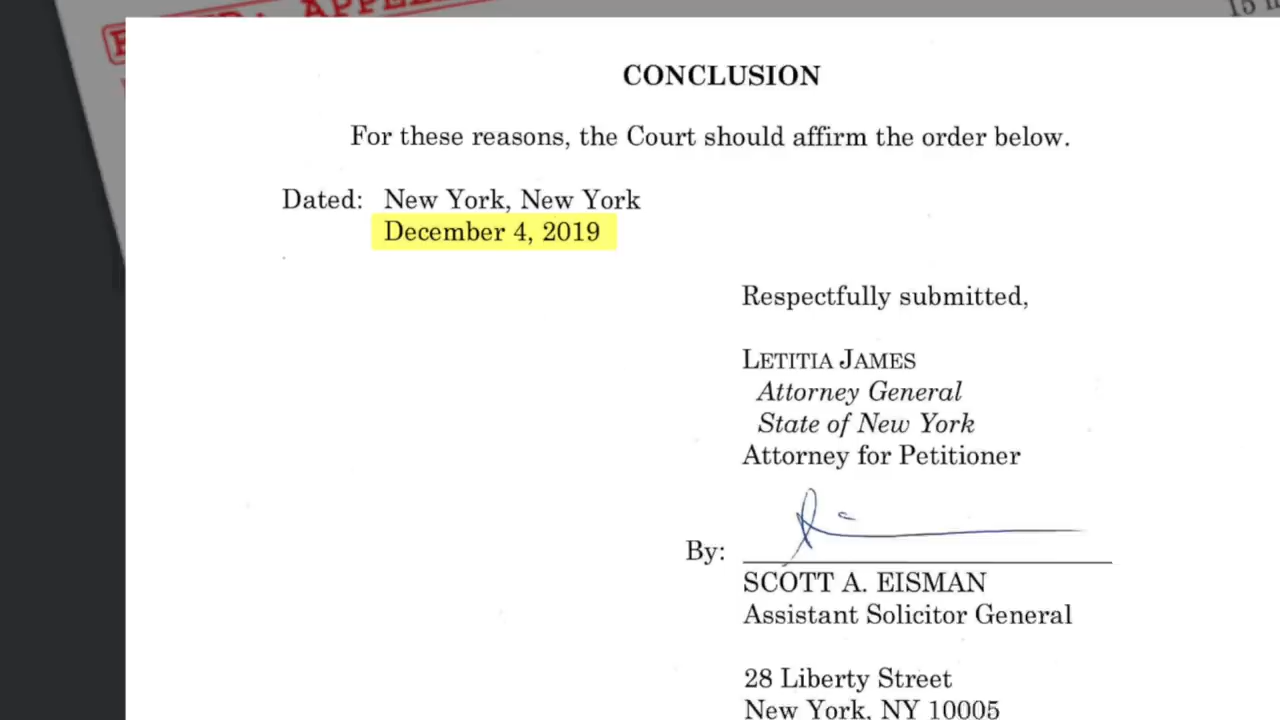 CONCLUSION
For these reasons, the Court should affirm the order below.
Dated: New York, New York
December 4, 2019
Respectfully submitted,
LETITIA JAMES
Attorney General
State of New York
Attorney for Petitioner
By:
SCOTT A. EISMAN
Assistant Solicitor General
28 Liberty Street
New York, NY 10005